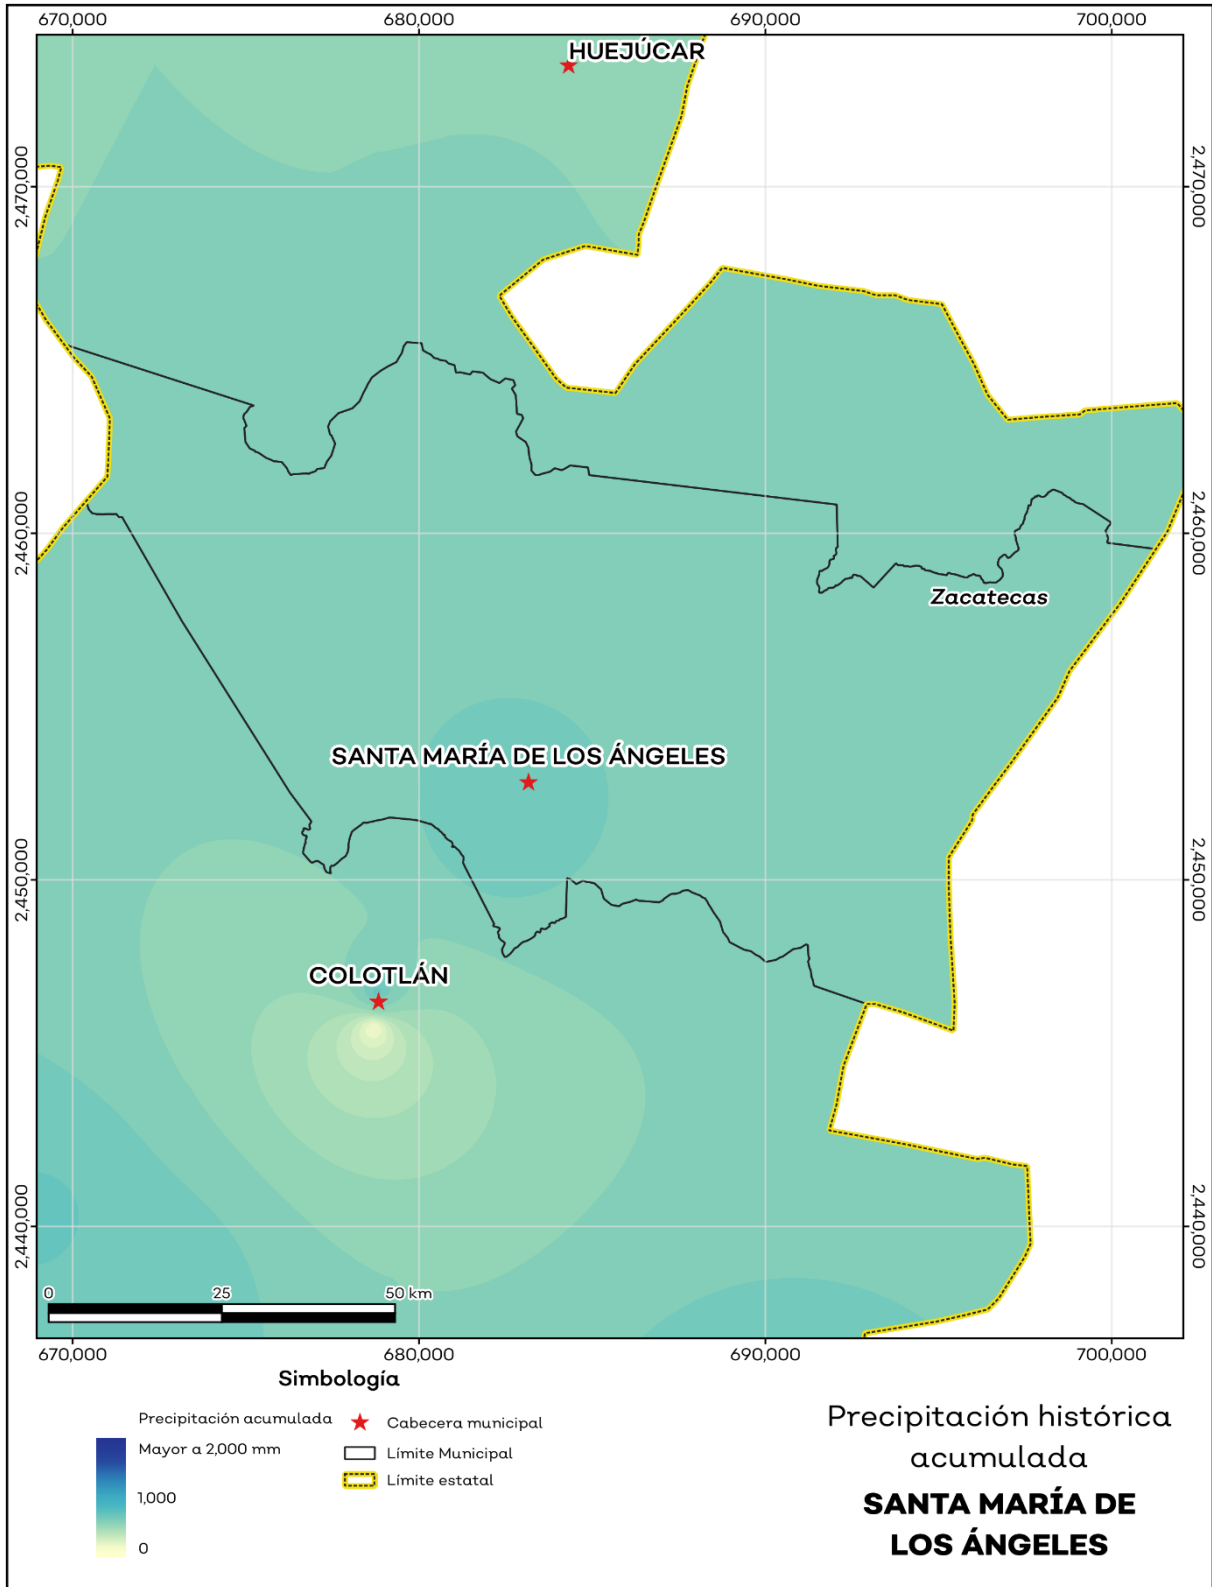 670,000
680,000
690,000
700,000
HUEJÚCAR
2,470,000
2,470,000
2,460,000
2,460,000
Zacatecas
SANTA MARÍA DE LOS ÁNGELES
2,450,000
2,450,000
COLOTLÁN
2,440,000
2,440,000
0
25
50 km
670,000
680,000
690,000
700,000
Simbología
Precipitación acumulada
Mayor a 2,000 mm
1,000
0
Cabecera municipal
Límite Municipal
Límite estatal
Precipitación histórica
acumulada
SANTA MARÍA DE
LOS ÁNGELES